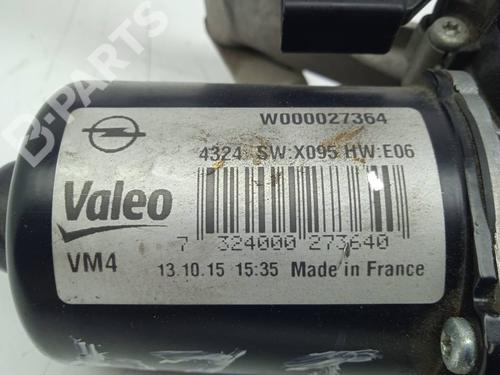 B-PARTS
W000027364
4324 SW:X095 HW:E06
Valeo
7 324000 273640
VM4 13.10.15 15:35 Made in France